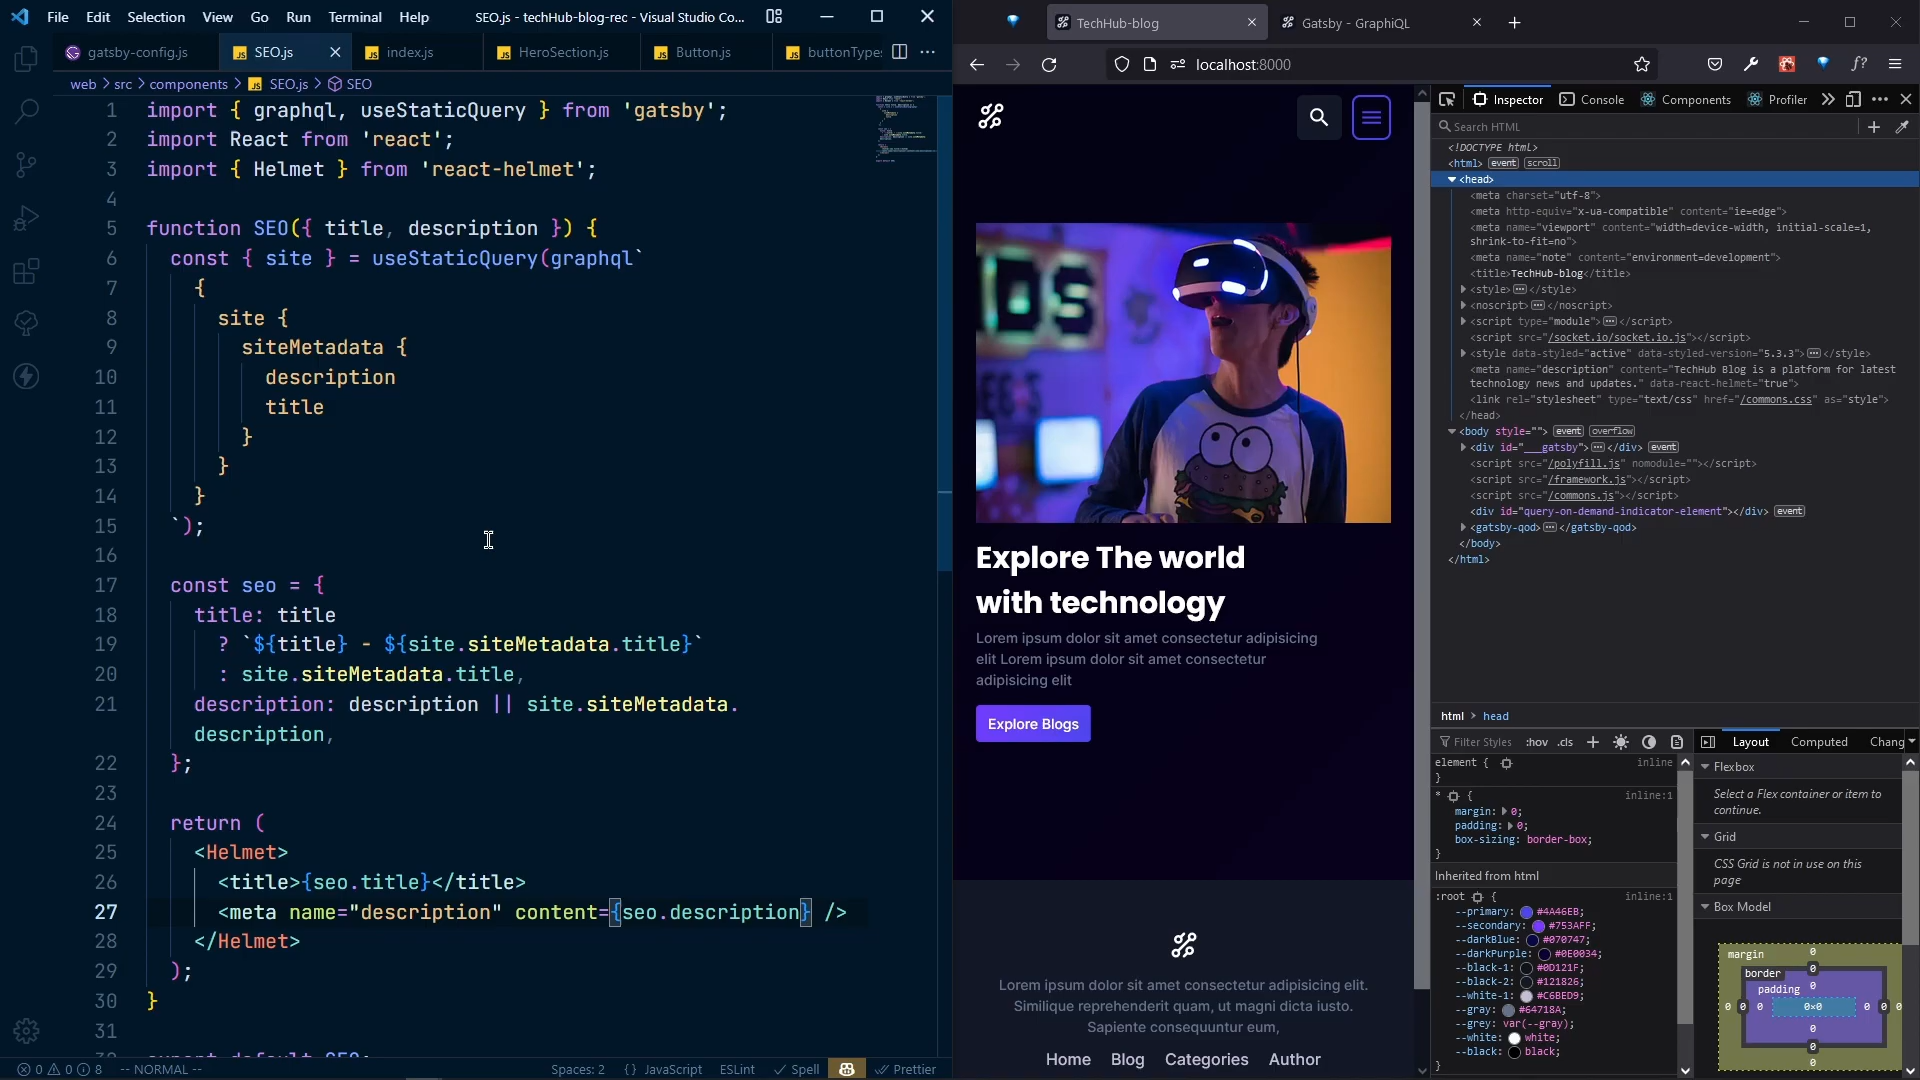 File Edit Selection View Go Run Terminal Help
SEO.js - techHub-blog-rec - Visual Studio Co...
gatsby-config.js
SEO.js
index.js
HeroSection.js
Button.js
buttonType
web > src > components > SEO.js > SEO
1 import { graphql, useStaticQuery } from 'gatsby';
2 import React from 'react';
3 import { Helmet } from 'react-helmet';
4
5 function SEO({ title, description }) {
6 const { site } = useStaticQuery(graphql`
7 {
8 site {
9 siteMetadata {
10 description
11 title
12 }
13 }
14 }
15 `);
16
17 const seo = {
18 title: title
19 ? `${title} - ${site.siteMetadata.title}`
20 : site.siteMetadata.title,
21 description: description || site.siteMetadata.
description,
22 };
23
24 return (
25 <Helmet>
26 <title>{seo.title}</title>
27 <meta name="description" content={seo.description} />
28 </Helmet>
29 );
30 }
31
0 0 8 -- NORMAL --
Spaces: 2 {} JavaScript ESLint Spell Prettier
TechHub-blog
Gatsby - GraphiQL
localhost:8000
OS
Explore The world
with technology
Lorem ipsum dolor sit amet consectetur adipisicing
elit Lorem ipsum dolor sit amet consectetur
adipisicing elit
Explore Blogs
Lorem ipsum dolor sit amet consectetur adipisicing elit.
Similique reprehenderit quam, ut magni dicta iusto.
Sapiente consequuntur eum,
Home Blog Categories Author
Inspector Console Components Profiler
Search HTML
<!DOCTYPE html>
<html> event scroll
<head>
<meta charset="utf-8">
<meta http-equiv="x-ua-compatible" content="ie=edge">
<meta name="viewport" content="width=device-width, initial-scale=1,
shrink-to-fit=no">
<meta name="note" content="environment=development">
<title>TechHub-blog</title>
<style></style>
<noscript></noscript>
<script type="module"></script>
<script src="/socket.io/socket.io.js"></script>
<style data-styled="active" data-styled-version="5.3.3"></style>
<meta name="description" content="TechHub Blog is a platform for latest
technology news and updates." data-react-helmet="true">
<link rel="stylesheet" type="text/css" href="/commons.css" as="style">
</head>
<body style=""> event overflow
<div id="___gatsby"></div> event
<script src="/polyfill.js" nomodule=""></script>
<script src="/framework.js"></script>
<script src="/commons.js"></script>
<div id="query-on-demand-indicator-element"></div> event
<gatsby-qod></gatsby-qod>
</body>
</html>
html > head
Filter Styles :hov .cls
element { inline
}
* { inline:1
margin: 0;
padding: 0;
box-sizing: border-box;
}
Inherited from html
:root { inline:1
--primary: #4A46EB;
--secondary: #753AFF;
--darkBlue: #070747;
--darkPurple: #0E0034;
--black-1: #0D121F;
--black-2: #121826;
--white-1: #C6BED9;
--gray: #64718A;
--grey: var(--gray);
--white: white;
--black: black;
}
Layout Computed Chang
Flexbox
Select a Flex container or item to
continue.
Grid
CSS Grid is not in use on this
page
Box Model
margin 0
border 0
padding 0
0 0 0 0×0 0 0 0
0
0
0